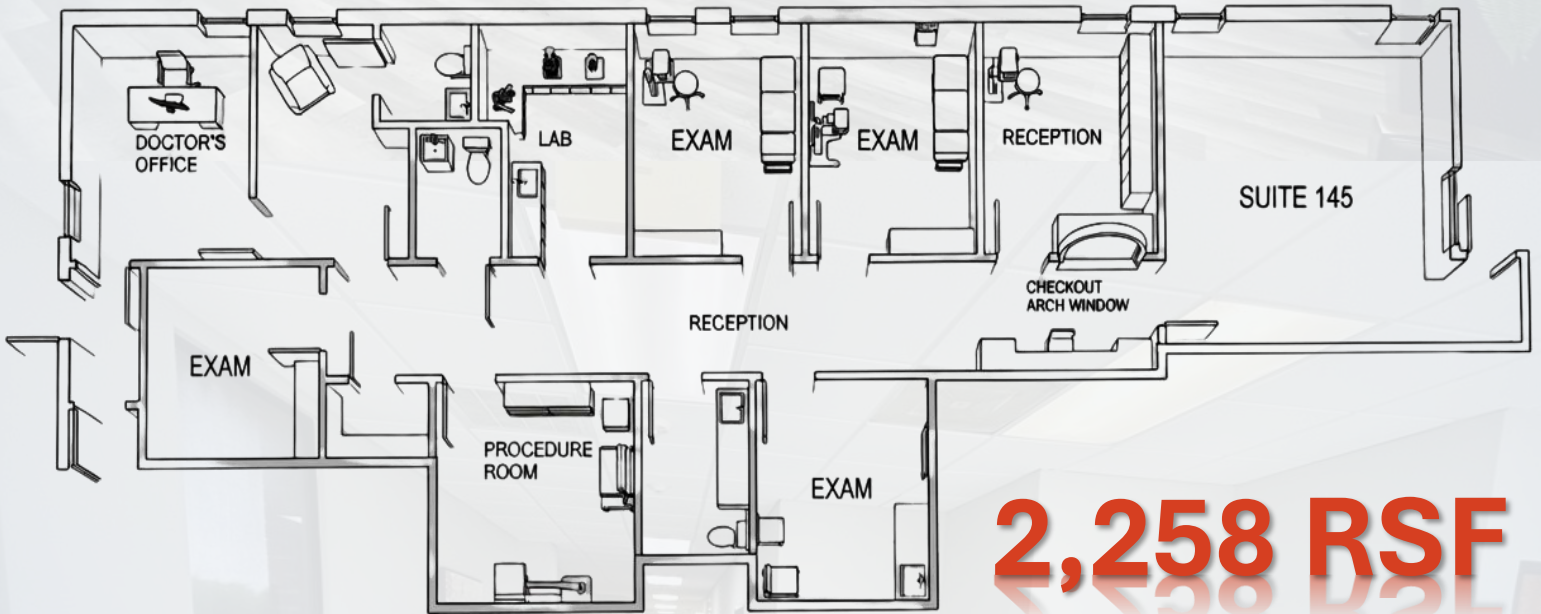 DOCTOR'S
OFFICE
LAB
EXAM
EXAM
RECEPTION
SUITE 145
CHECKOUT
ARCH WINDOW
RECEPTION
EXAM
PROCEDURE
ROOM
EXAM
2,258 RSF